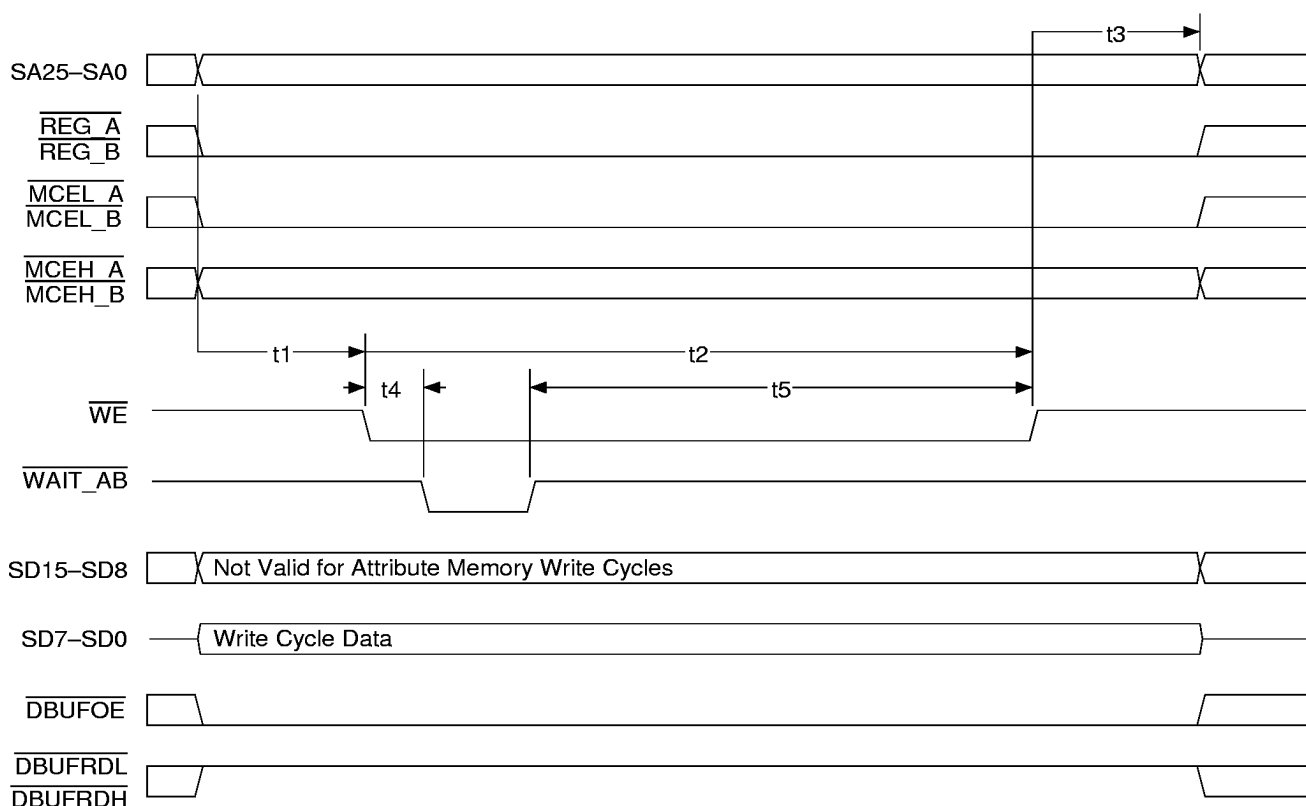 t3
SA25–SA0
REG_A
REG_B
MCEL_A
MCEL_B
MCEH_A
MCEH_B
t1
t2
t4
t5
WE
WAIT_AB
SD15–SD8
Not Valid for Attribute Memory Write Cycles
SD7–SD0
Write Cycle Data
DBUFOE
DBUFRDL
DBUFRDH